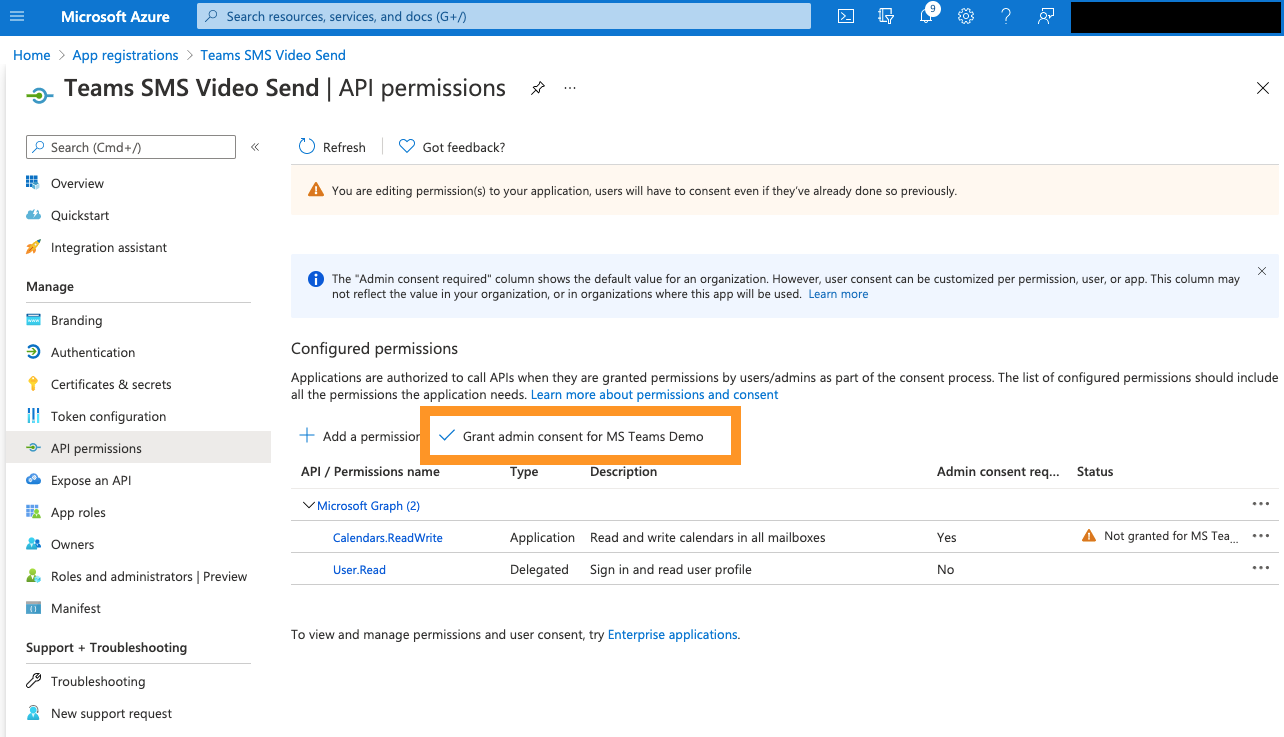 Microsoft Azure
Search resources, services, and docs (G+/)
9
Home > App registrations > Teams SMS Video Send
Teams SMS Video Send | API permissions
Search (Cmd+/)
«
Refresh
Got feedback?
You are editing permission(s) to your application, users will have to consent even if they've already done so previously.
Overview
Quickstart
Integration assistant
The "Admin consent required" column shows the default value for an organization. However, user consent can be customized per permission, user, or app. This column may
not reflect the value in your organization, or in organizations where this app will be used. Learn more
Manage
Branding
Authentication
Certificates & secrets
Token configuration
API permissions
Expose an API
App roles
Owners
Roles and administrators | Preview
Manifest
Support + Troubleshooting
Troubleshooting
New support request
Configured permissions
Applications are authorized to call APIs when they are granted permissions by users/admins as part of the consent process. The list of configured permissions should include
all the permissions the application needs. Learn more about permissions and consent
Add a permission
Grant admin consent for MS Teams Demo
API / Permissions name Type Description Admin consent req... Status
Microsoft Graph (2)
Calendars.ReadWrite Application Read and write calendars in all mailboxes Yes Not granted for MS Tea...
User.Read Delegated Sign in and read user profile No
To view and manage permissions and user consent, try Enterprise applications.